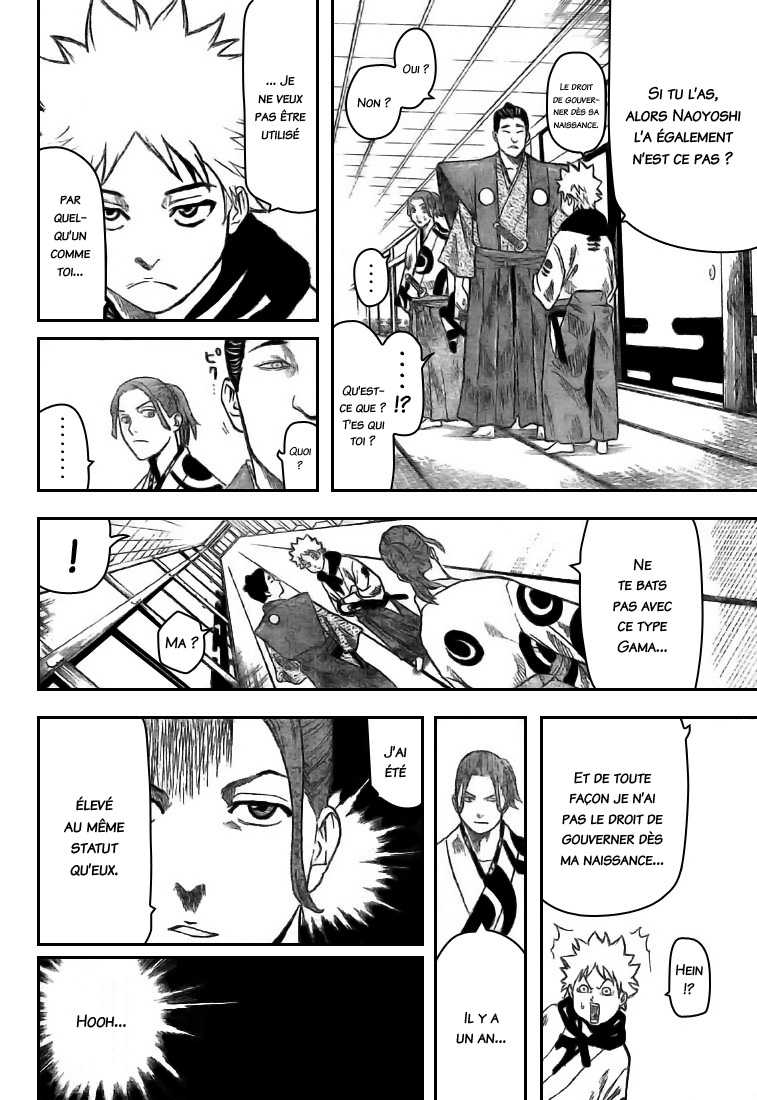 Si tu l'as,
alors Naoyoshi
l'a également
n'est ce pas ?
Le droit
de gouver-
ner dès sa
naissance.
Oui ?
Non ?
....
.....!?
Qu'est-
ce que ?
T'es qui
toi ?
... Je
ne veux
pas être
utilisé
par
quel-
qu'un
comme
toi...
ピク
Quoi
?
......
Ne
te bats
pas avec
ce type
Gama...
Ma ?
!
Et de toute
façon je n'ai
pas le droit de
gouverner dès
ma naissance...
Hein
!?
Il y a
un an...
J'ai
été
élevé
au même
statut
qu'eux.
Hooh...